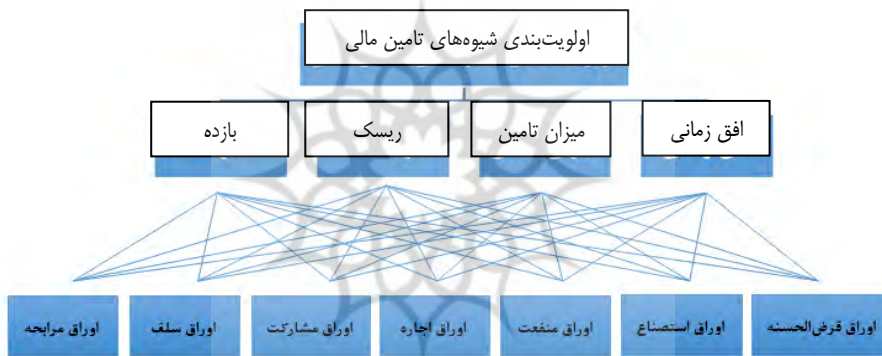 اولویت‌بندی شیوه‌های تامین مالی
افق زمانی
میزان تامین
ریسک
بازده
اوراق قرض‌الحسنه
اوراق استصناع
اوراق منفعت
اوراق اجاره
اوراق مشارکت
اوراق سلف
اوراق مرابحه